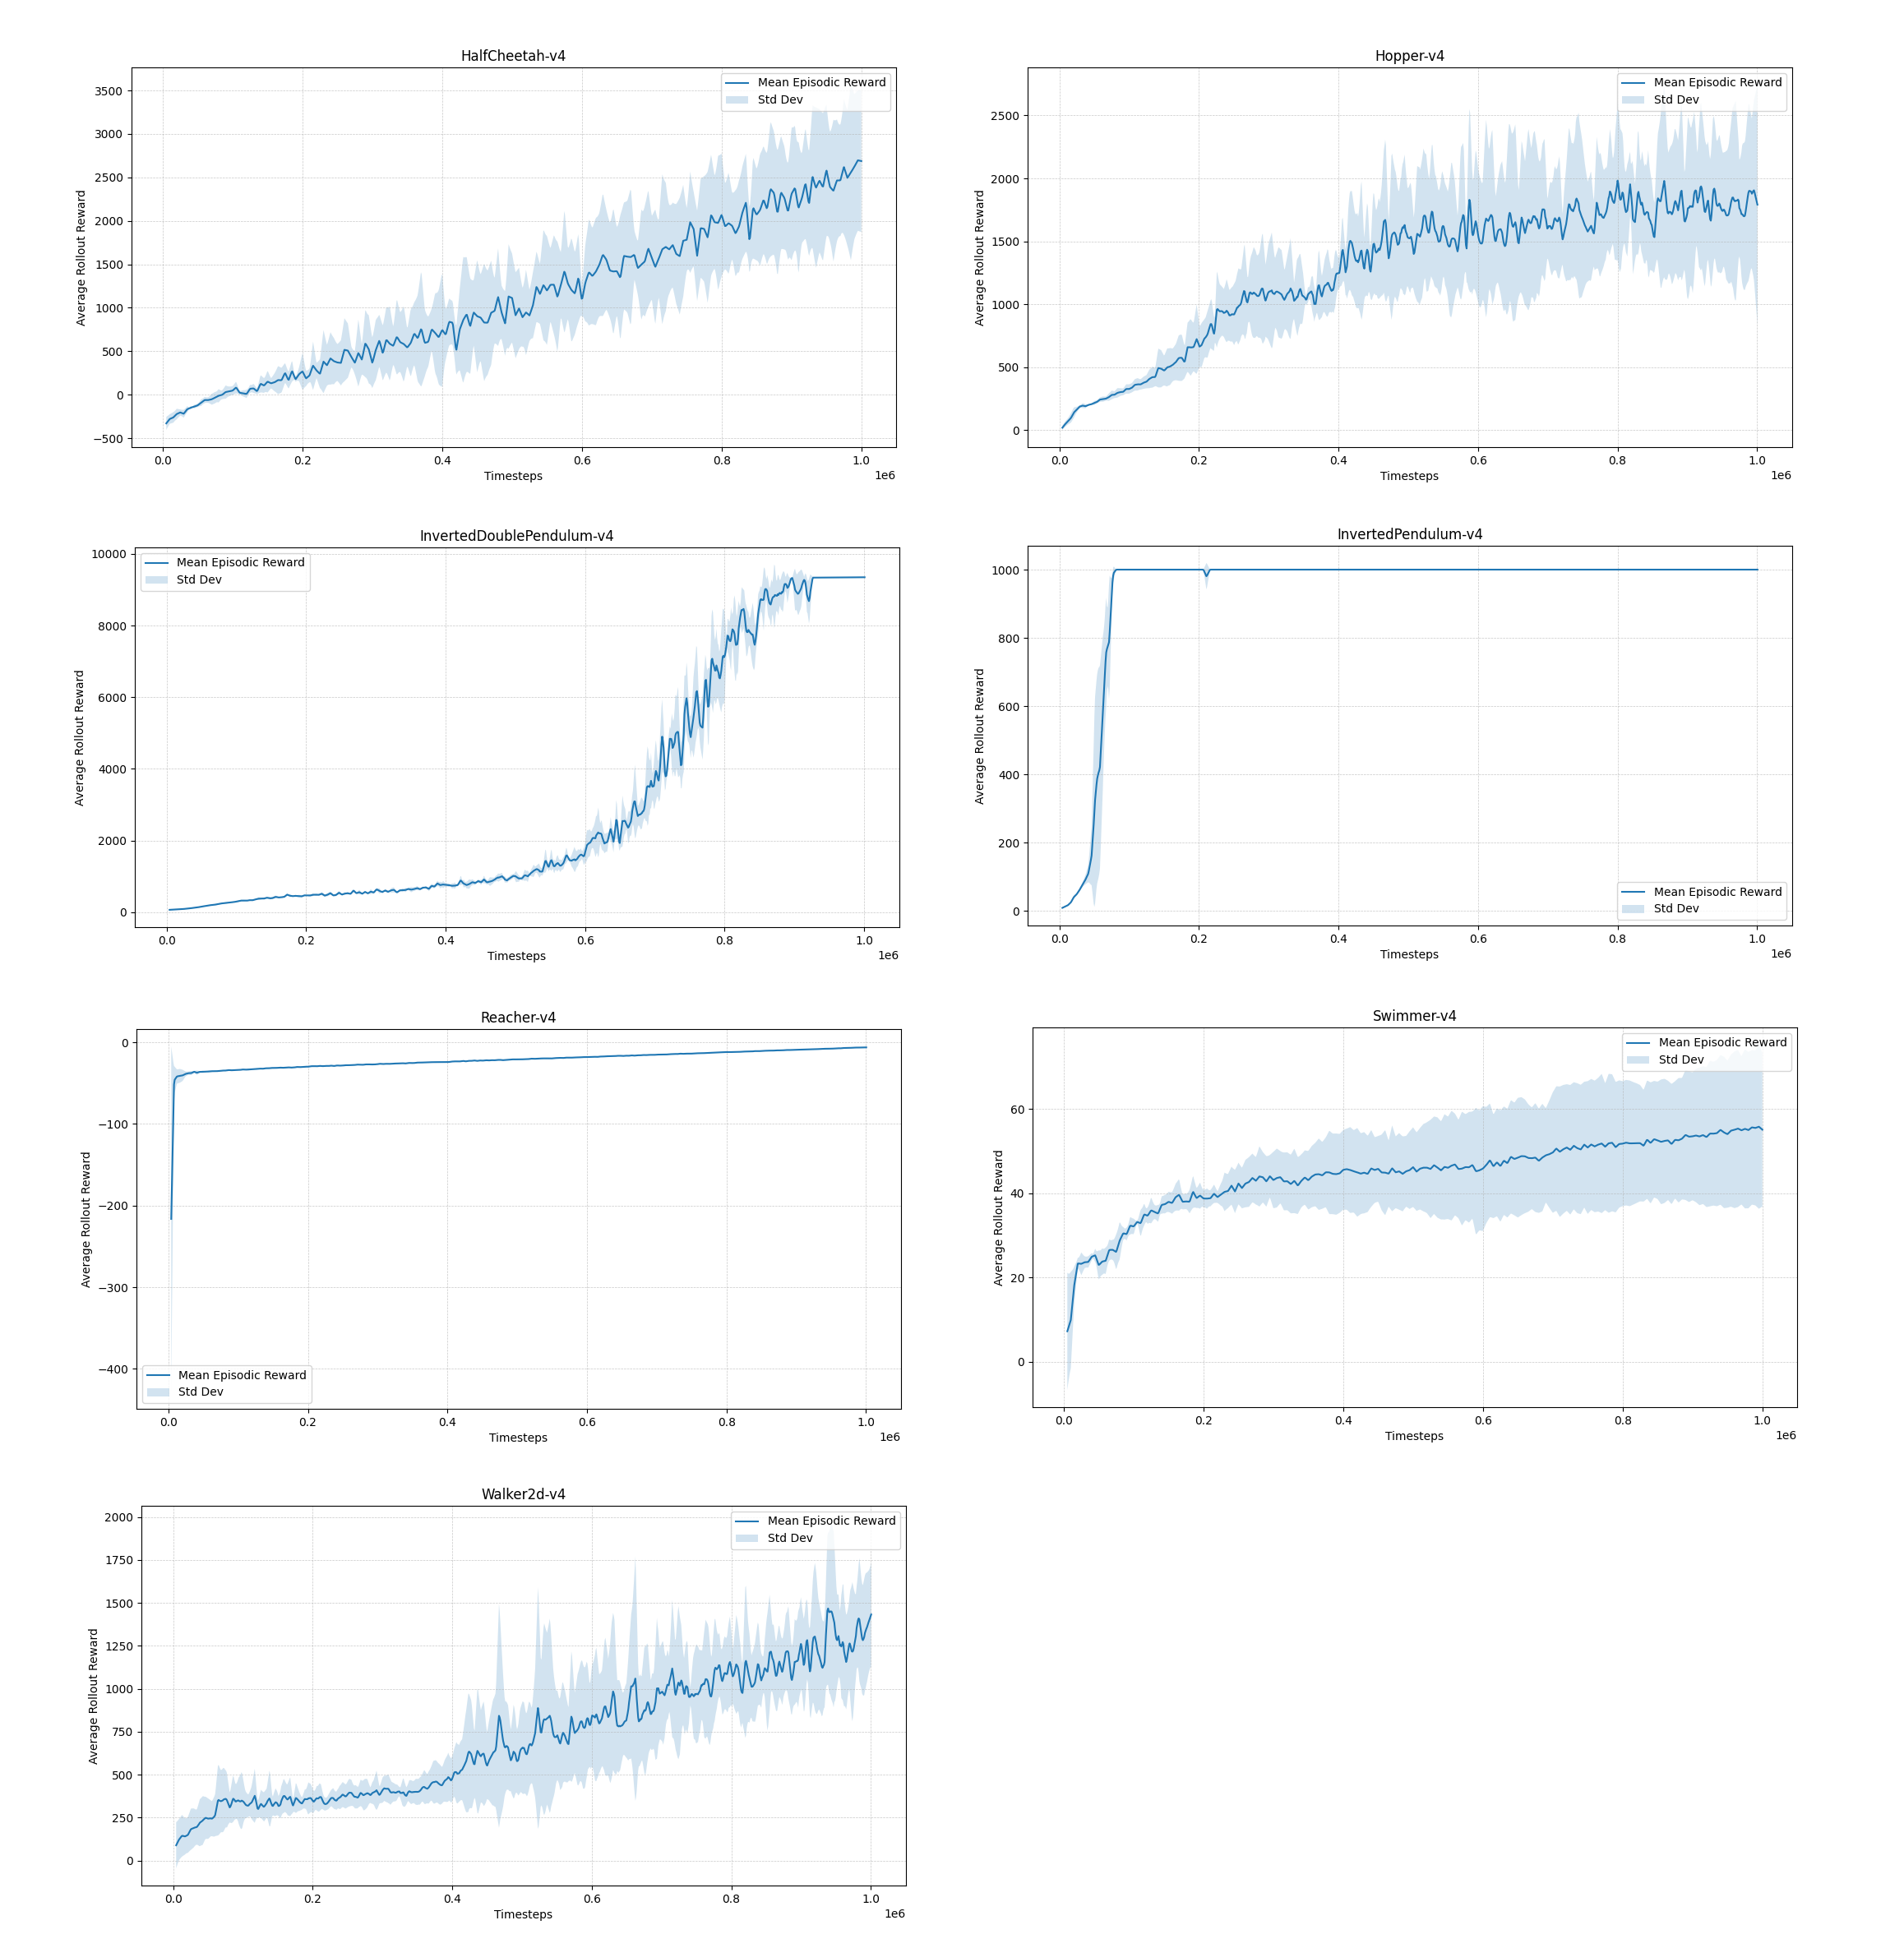 HalfCheetah-v4
Mean Episodic Reward
Std Dev
3500
3000
2500
2000
1500
1000
500
0
−500
Average Rollout Reward
0.0 0.2 0.4 0.6 0.8 1.0
1e6
Timesteps
Hopper-v4
Mean Episodic Reward
Std Dev
2500
2000
1500
1000
500
0
Average Rollout Reward
0.0 0.2 0.4 0.6 0.8 1.0
1e6
Timesteps
InvertedDoublePendulum-v4
Mean Episodic Reward
Std Dev
10000
8000
6000
4000
2000
0
Average Rollout Reward
0.0 0.2 0.4 0.6 0.8 1.0
1e6
Timesteps
InvertedPendulum-v4
1000
800
600
400
200
0
Average Rollout Reward
Mean Episodic Reward
Std Dev
0.0 0.2 0.4 0.6 0.8 1.0
1e6
Timesteps
Reacher-v4
0
−100
−200
−300
−400
Average Rollout Reward
Mean Episodic Reward
Std Dev
0.0 0.2 0.4 0.6 0.8 1.0
1e6
Timesteps
Swimmer-v4
Mean Episodic Reward
Std Dev
60
40
20
0
Average Rollout Reward
0.0 0.2 0.4 0.6 0.8 1.0
1e6
Timesteps
Walker2d-v4
Mean Episodic Reward
Std Dev
2000
1750
1500
1250
1000
750
500
250
0
Average Rollout Reward
0.0 0.2 0.4 0.6 0.8 1.0
1e6
Timesteps